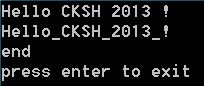 Hello CKSH 2013 !
Hello_CKSH_2013_!
end
press enter to exit